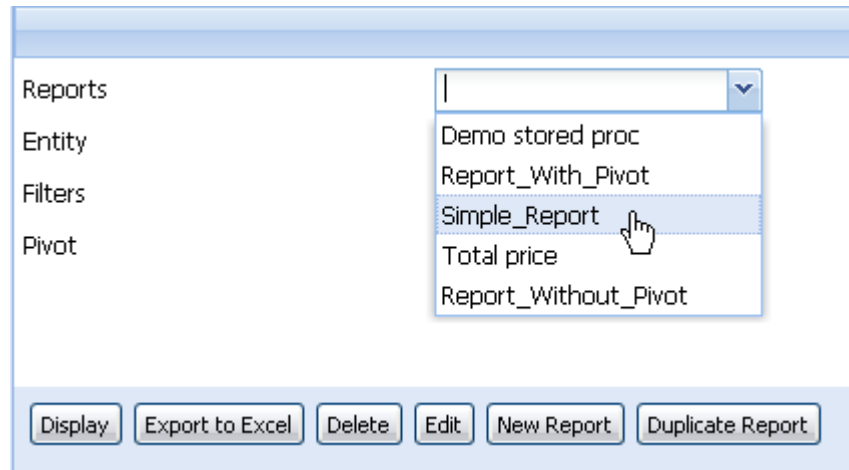 Reports
Entity
Filters
Pivot
Demo stored proc
Report_With_Pivot
Simple_Report
Total price
Report_Without_Pivot
Display Export to Excel Delete Edit New Report Duplicate Report